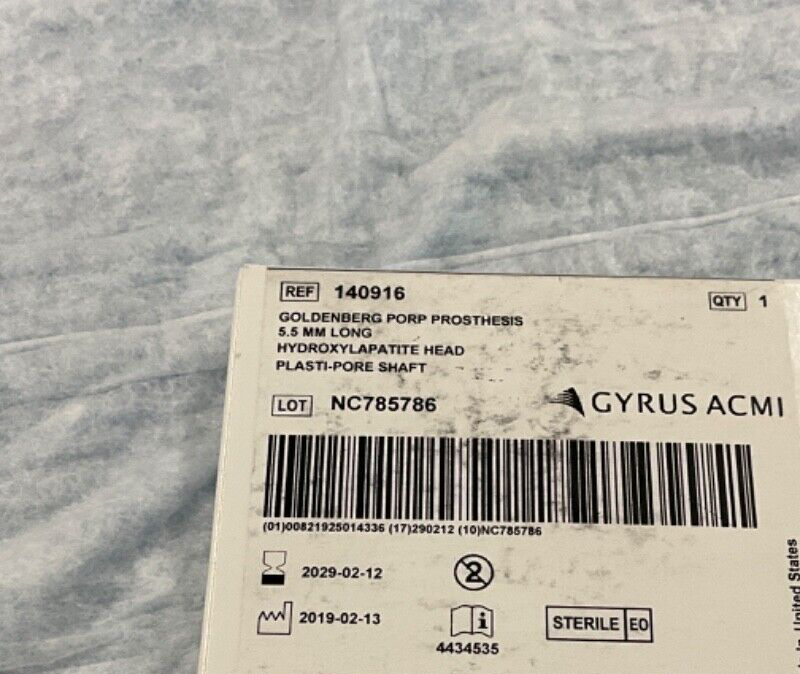 REF 140916
QTY 1
GOLDENBERG PORP PROSTHESIS
5.5 MM LONG
HYDROXYLAPATITE HEAD
PLASTI-PORE SHAFT
LOT NC785786
GYRUS ACMI
(01)00821925014336 (17)290212 (10)NC785786
2029-02-12
2
2019-02-13
i
4434535
STERILE EO
in United States